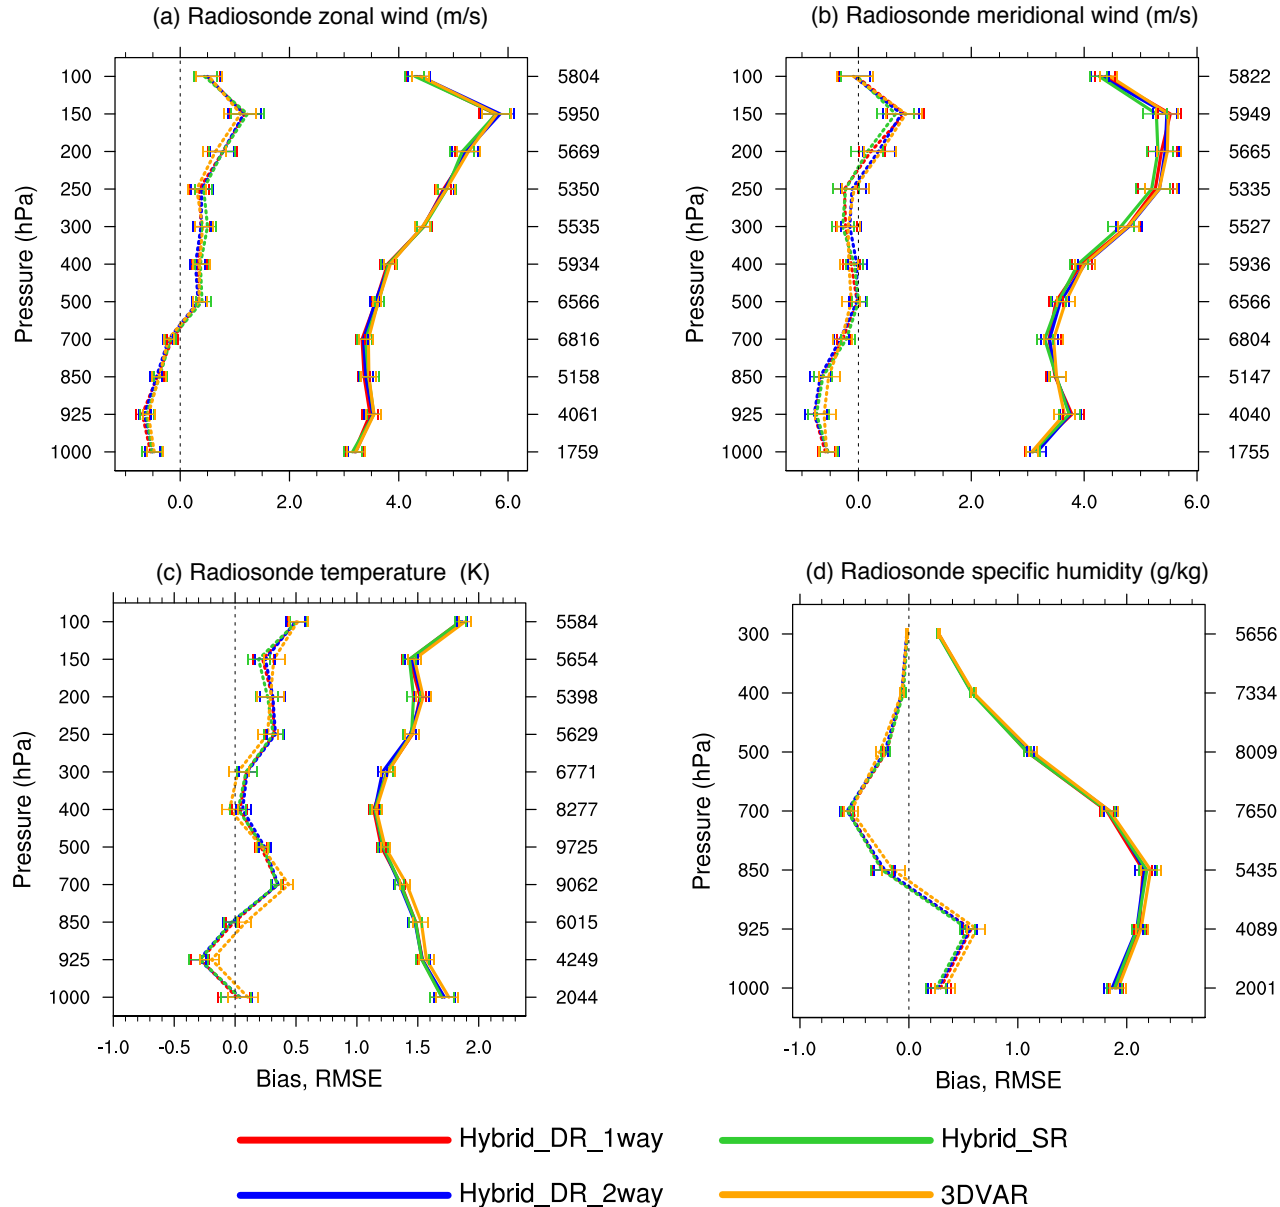 (a) Radiosonde zonal wind (m/s)
(b) Radiosonde meridional wind (m/s)
Pressure (hPa)
100 5804
150 5950
200 5669
250 5350
300 5535
400 5934
500 6566
700 6816
850 5158
925 4061
1000 1759
0.0 2.0 4.0 6.0
Pressure (hPa)
100 5822
150 5949
200 5665
250 5335
300 5527
400 5936
500 6566
700 6804
850 5147
925 4040
1000 1755
0.0 2.0 4.0 6.0
(c) Radiosonde temperature (K)
(d) Radiosonde specific humidity (g/kg)
Pressure (hPa)
100 5584
150 5654
200 5398
250 5629
300 6771
400 8277
500 9725
700 9062
850 6015
925 4249
1000 2044
-1.0 -0.5 0.0 0.5 1.0 1.5 2.0
Bias, RMSE
Pressure (hPa)
300 5656
400 7334
500 8009
700 7650
850 5435
925 4089
1000 2001
-1.0 0.0 1.0 2.0
Bias, RMSE
Hybrid_DR_1way
Hybrid_SR
Hybrid_DR_2way
3DVAR